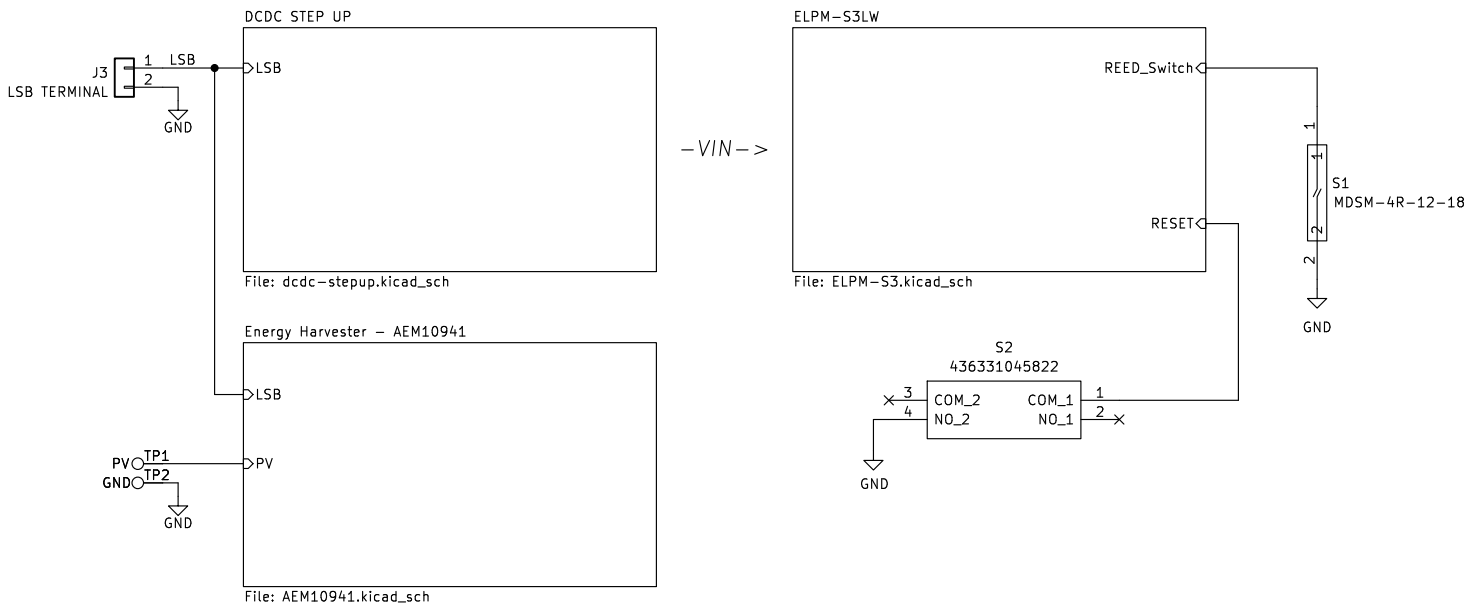 DCDC STEP UP
J3
LSB TERMINAL
1
2
LSB
GND
LSB
File: dcdc-stepup.kicad_sch
-VIN->
ELPM-S3LW
REED_Switch
RESET
File: ELPM-S3.kicad_sch
1
1
S1
MDSM-4R-12-18
2
2
GND
Energy Harvester - AEM10941
LSB
PV
PV
TP1
GND
TP2
GND
File: AEM10941.kicad_sch
S2
436331045822
3
COM_2
COM_1
1
4
NO_2
NO_1
2
GND